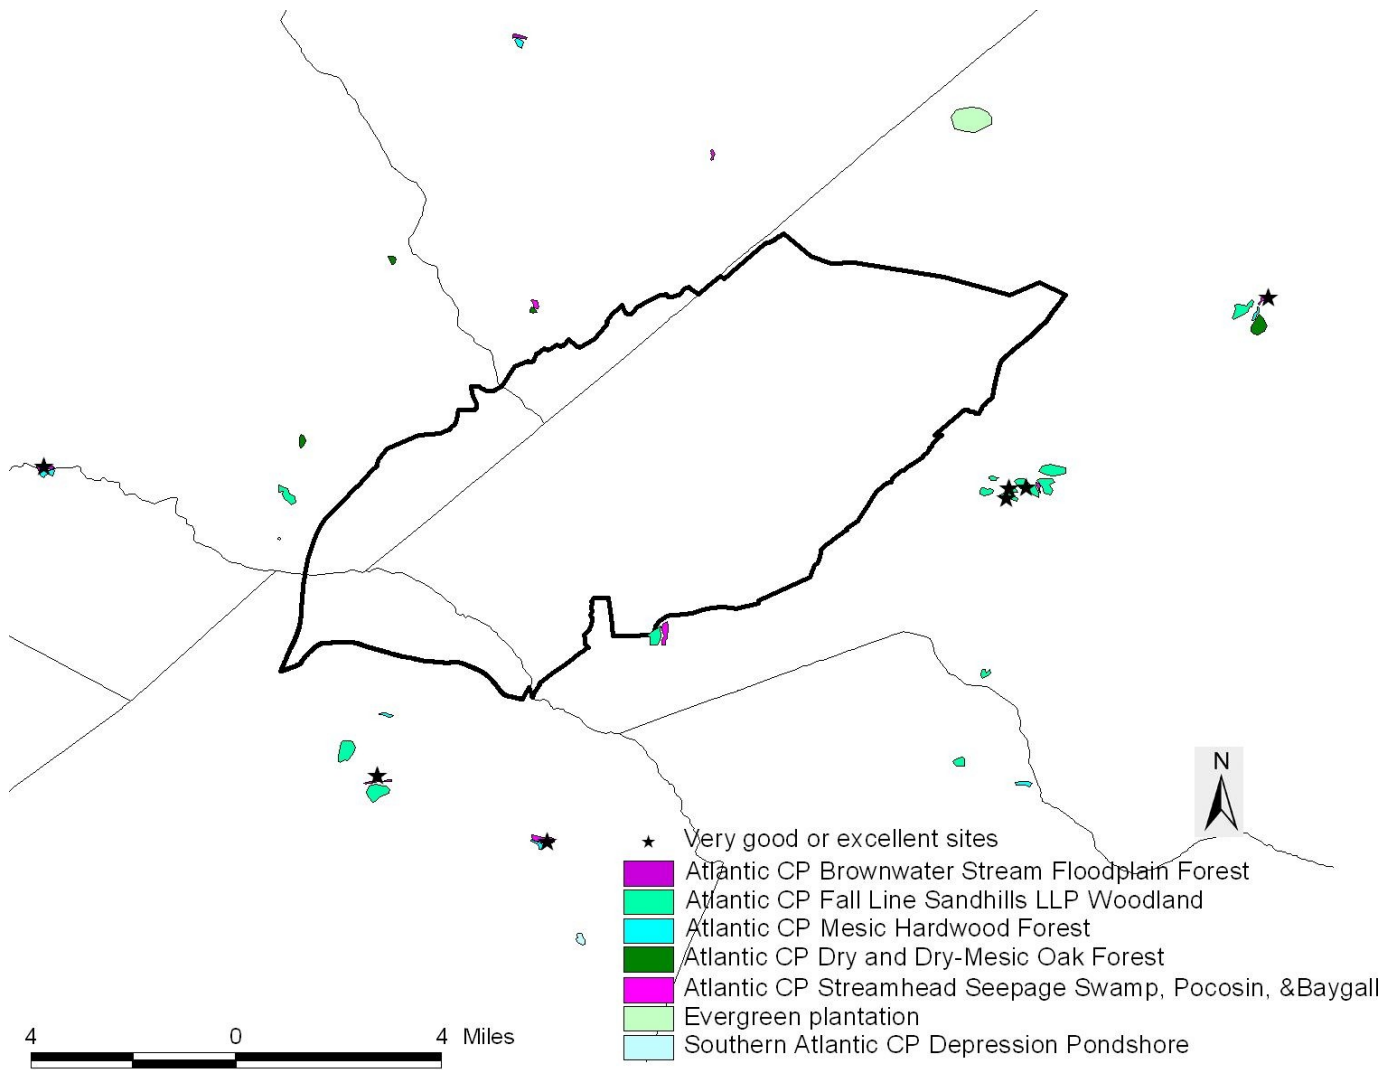 N
Very good or excellent sites
Atlantic CP Brownwater Stream Floodplain Forest
Atlantic CP Fall Line Sandhills LLP Woodland
Atlantic CP Mesic Hardwood Forest
Atlantic CP Dry and Dry-Mesic Oak Forest
Atlantic CP Streamhead Seepage Swamp, Pocosin, &Baygall
Evergreen plantation
Southern Atlantic CP Depression Pondshore
4 0 4 Miles